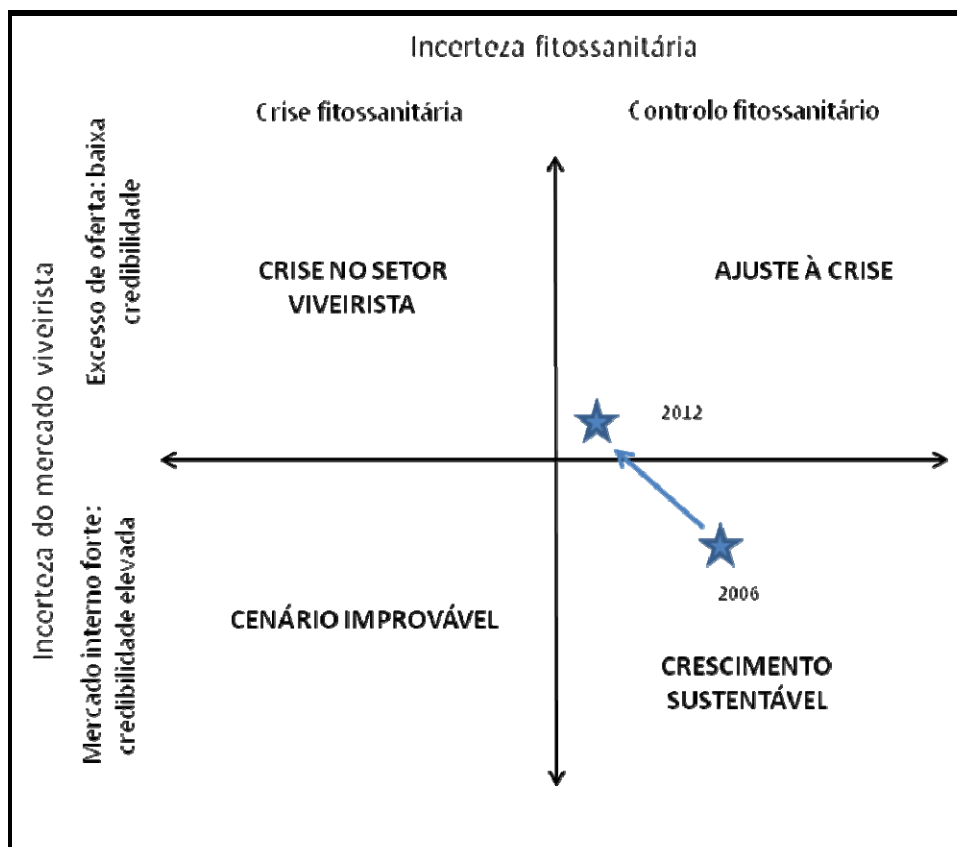 Incerteza fitossanitária
Crise fitossanitária
Controlo fitossanitário
Incerteza do mercado viveirista
Excesso de oferta: baixa
credibilidade
CRISE NO SETOR
VIVEIRISTA
AJUSTE À CRISE
2012
Mercado interno forte:
credibilidade elevada
2006
CENÁRIO IMPROVÁVEL
CRESCIMENTO
SUSTENTÁVEL